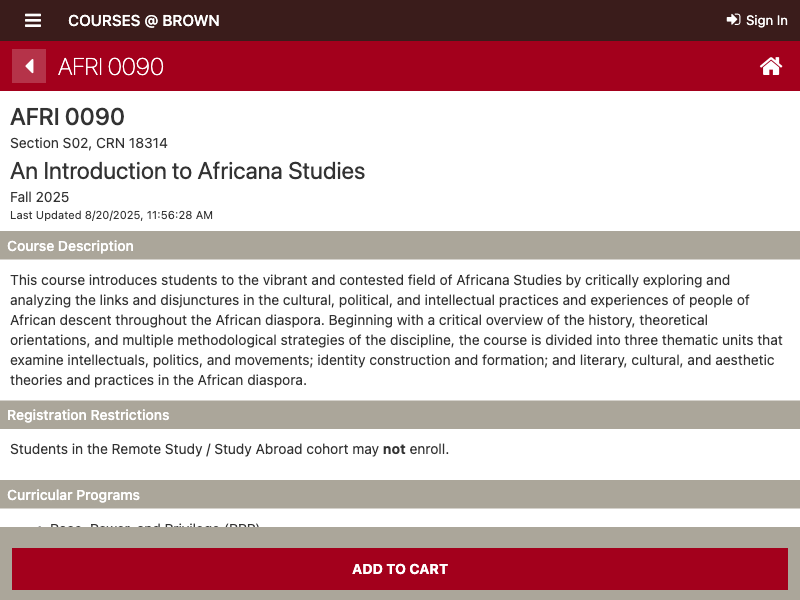 COURSES @ BROWN
Sign In
AFRI 0090
AFRI 0090
Section S02, CRN 18314
An Introduction to Africana Studies
Fall 2025
Last Updated 8/20/2025, 11:56:28 AM
Course Description
This course introduces students to the vibrant and contested field of Africana Studies by critically exploring and
analyzing the links and disjunctures in the cultural, political, and intellectual practices and experiences of people of
African descent throughout the African diaspora. Beginning with a critical overview of the history, theoretical
orientations, and multiple methodological strategies of the discipline, the course is divided into three thematic units that
examine intellectuals, politics, and movements; identity construction and formation; and literary, cultural, and aesthetic
theories and practices in the African diaspora.
Registration Restrictions
Students in the Remote Study / Study Abroad cohort may not enroll.
Curricular Programs
Race, Power, and Privilege (RPP)
ADD TO CART